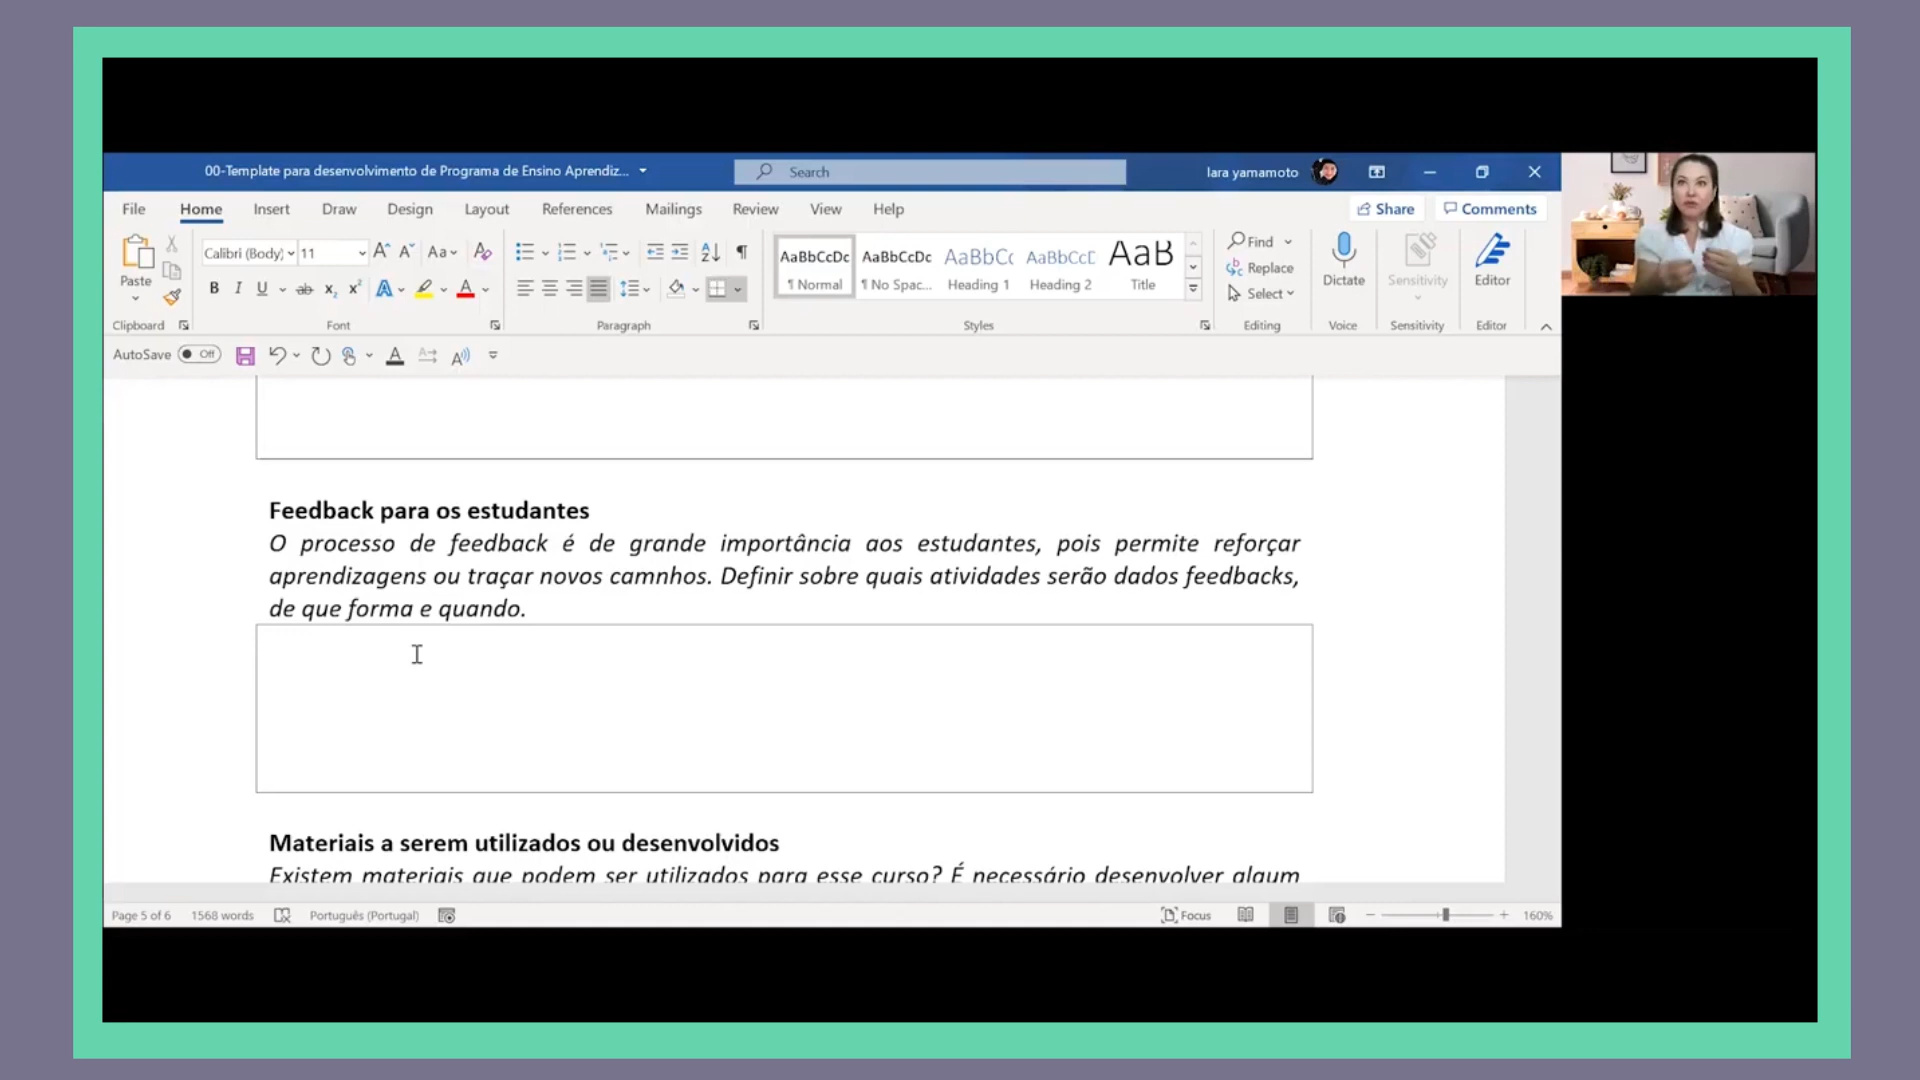 00-Template para desenvolvimento de Programa de Ensino Aprendiz...
Search
Iara yamamoto
File Home Insert Draw Design Layout References Mailings Review View Help
Share Comments
Paste
Calibri (Body) 11
Aa
B I U ab x₂ x² A A
AaBbCcDc AaBbCcDc AaBbCc AaBbCcC AaB
¶ Normal ¶ No Spac... Heading 1 Heading 2 Title
Find
Replace
Select
Dictate Sensitivity Editor
Clipboard Font Paragraph Styles Editing Voice Sensitivity Editor
AutoSave Off
Feedback para os estudantes
O processo de feedback é de grande importância aos estudantes, pois permite reforçar
aprendizagens ou traçar novos camnhos. Definir sobre quais atividades serão dados feedbacks,
de que forma e quando.
Materiais a serem utilizados ou desenvolvidos
Existem materiais que podem ser utilizados para esse curso? É necessário desenvolver algum
Page 5 of 6 1568 words Português (Portugal) Focus 160%